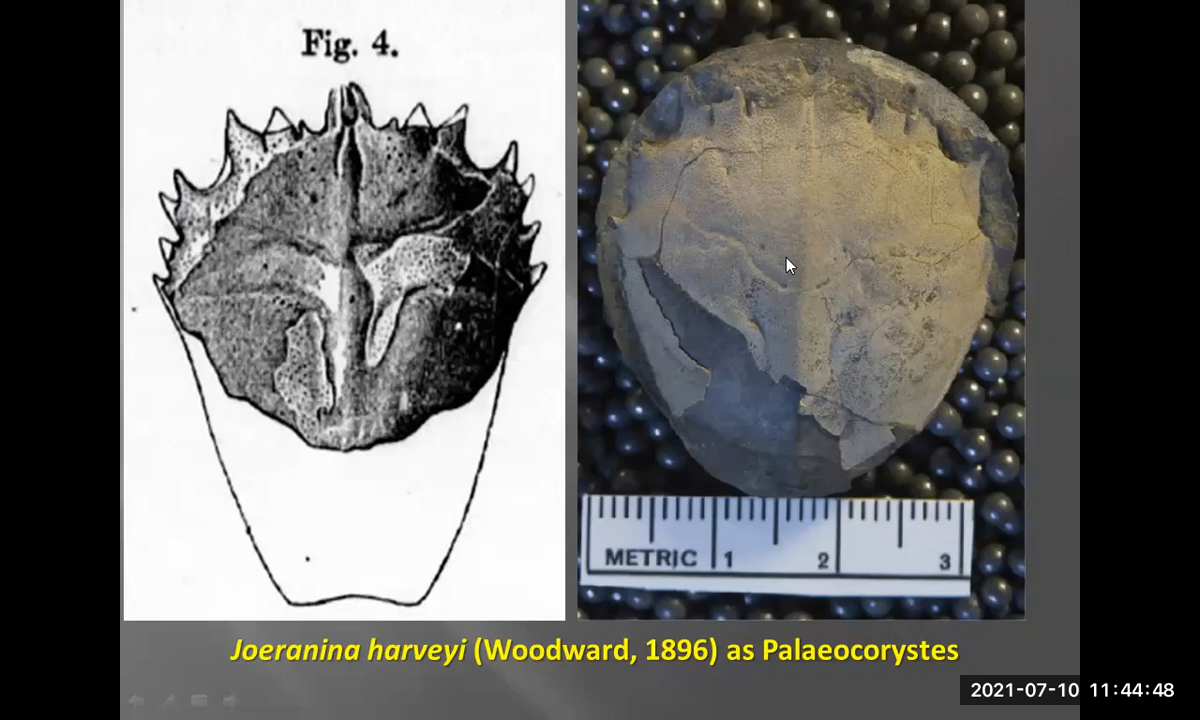 Fig. 4.
METRIC 1 2 3
Joeranina harveyi (Woodward, 1896) as Palaeocorystes
2021-07-10 11:44:48